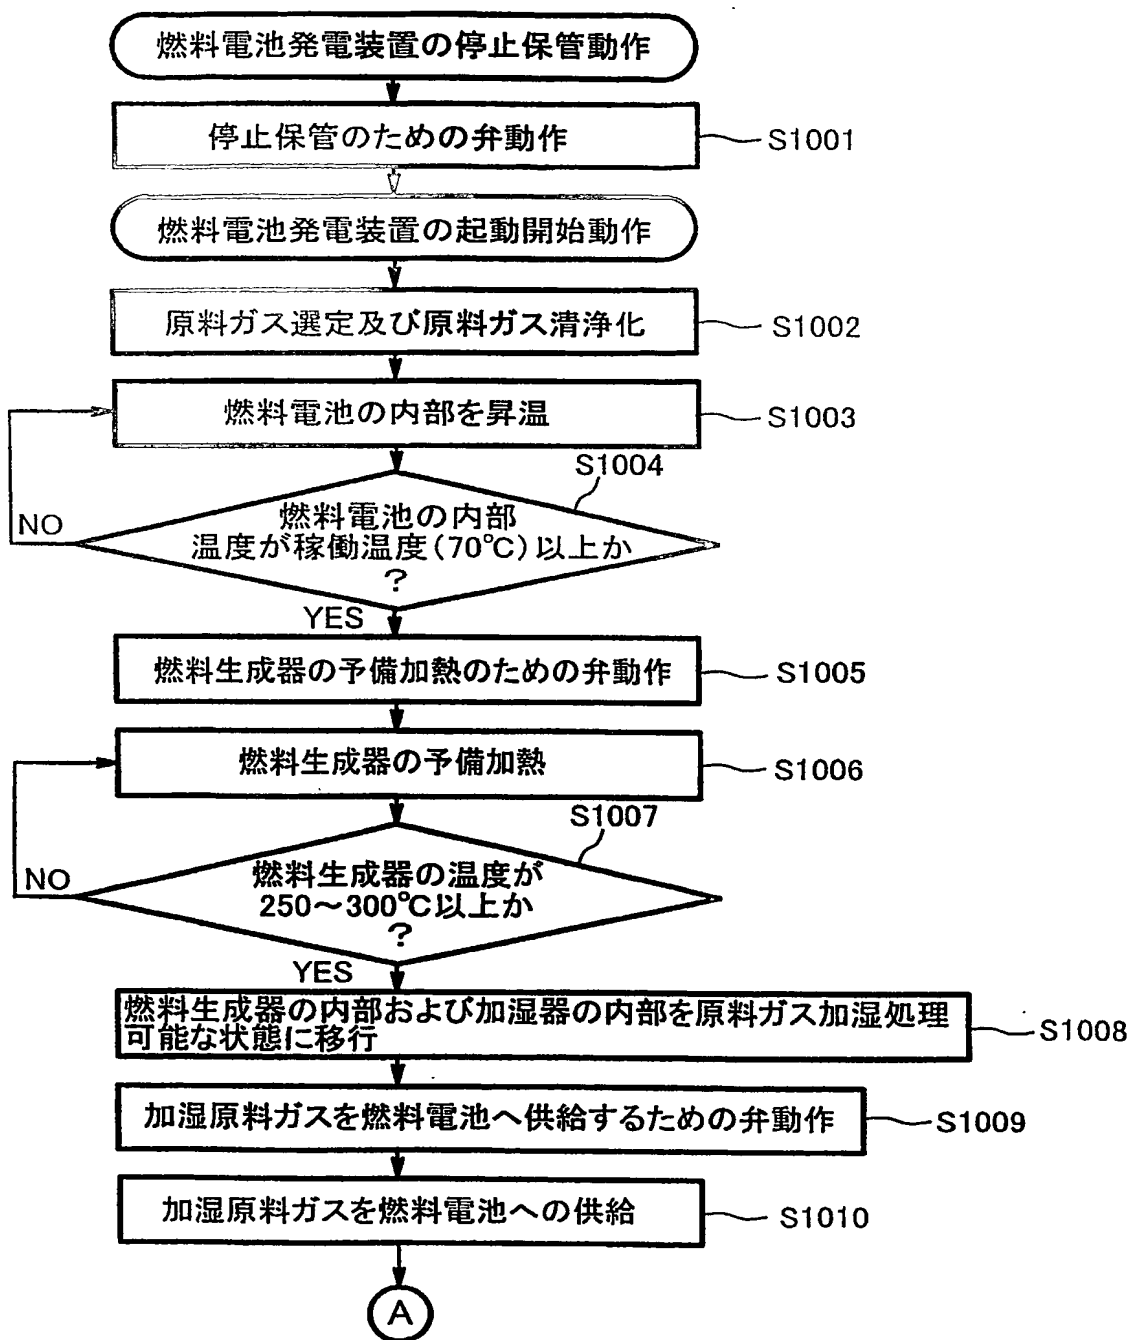 燃料電池発電装置の停止保管動作
停止保管のための弁動作
S1001
燃料電池発電装置の起動開始動作
原料ガス選定及び原料ガス清浄化
S1002
燃料電池の内部を昇温
S1003
S1004
燃料電池の内部
温度が稼働温度(70℃)以上か
?
NO
YES
燃料生成器の予備加熱のための弁動作
S1005
燃料生成器の予備加熱
S1006
S1007
燃料生成器の温度が
250～300℃以上か
?
NO
YES
燃料生成器の内部および加湿器の内部を原料ガス加湿処理
可能な状態に移行
S1008
加湿原料ガスを燃料電池へ供給するための弁動作
S1009
加湿原料ガスを燃料電池への供給
S1010
A